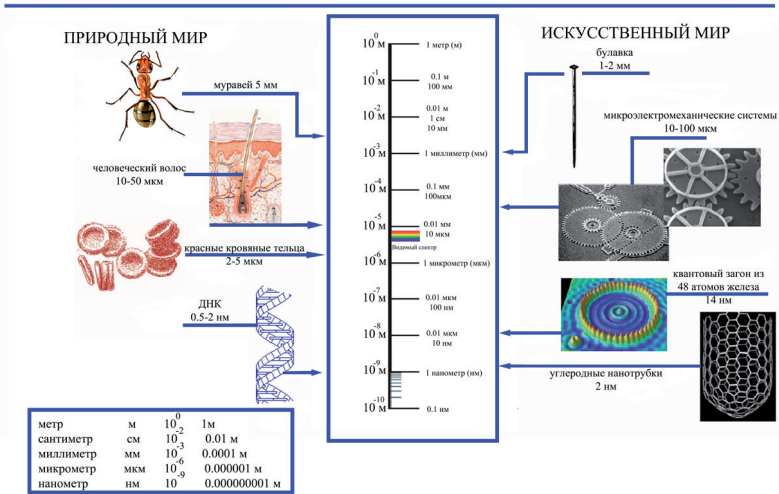 ПРИРОДНЫЙ МИР
муравей 5 мм
человеческий волос
10-50 мкм
красные кровяные тельца
2-5 мкм
ДНК
0.5-2 нм
10⁰ м
1 метр (м)
10⁻¹ м
0.1 м
100 мм
10⁻² м
0.01 м
1 см
10 мм
10⁻³ м
1 миллиметр (мм)
10⁻⁴ м
0.1 мм
100мкм
10⁻⁵ м
0.01 мм
10 мкм
Видимый спектр
10⁻⁶ м
1 микрометр (мкм)
10⁻⁷ м
0.01 мкм
100 нм
10⁻⁸ м
0.01 мкм
10 нм
10⁻⁹ м
1 нанометр (нм)
10⁻¹⁰ м
0.1 нм
ИСКУССТВЕННЫЙ МИР
булавка
1-2 мм
микроэлектромеханические системы
10-100 мкм
квантовый загон из
48 атомов железа
14 нм
углеродные нанотрубки
2 нм
метр м 10⁰ 1м
сантиметр см 10⁻² 0.01 м
миллиметр мм 10⁻³ 0.0001 м
микрометр мкм 10⁻⁶ 0.000001 м
нанометр нм 10⁻⁹ 0.000000001 м